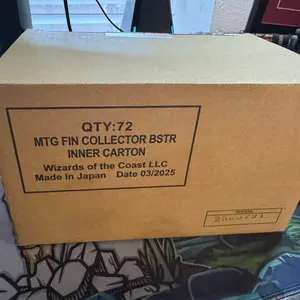 QTY:72
MTG FIN COLLECTOR BSTR
INNER CARTON
Wizards of the Coast LLC
Made in Japan Date 03/2025